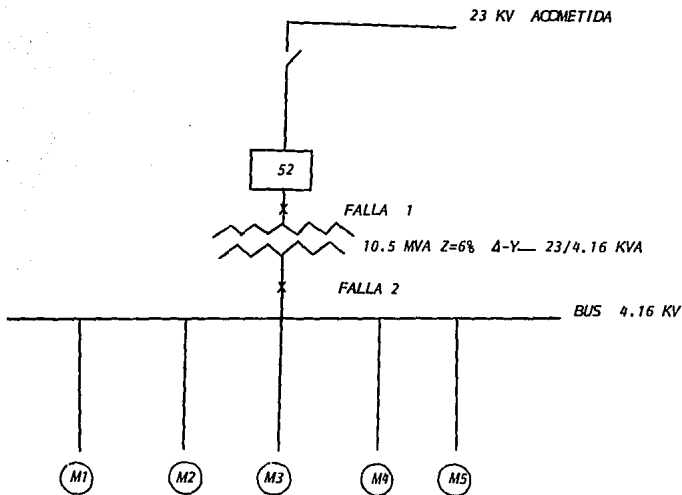 23 KV ACOMETIDA
52
FALLA 1
10.5 MVA Z=6% Δ-Y— 23/4.16 KVA
FALLA 2
BUS 4.16 KV
M1 M2 M3 M4 M5